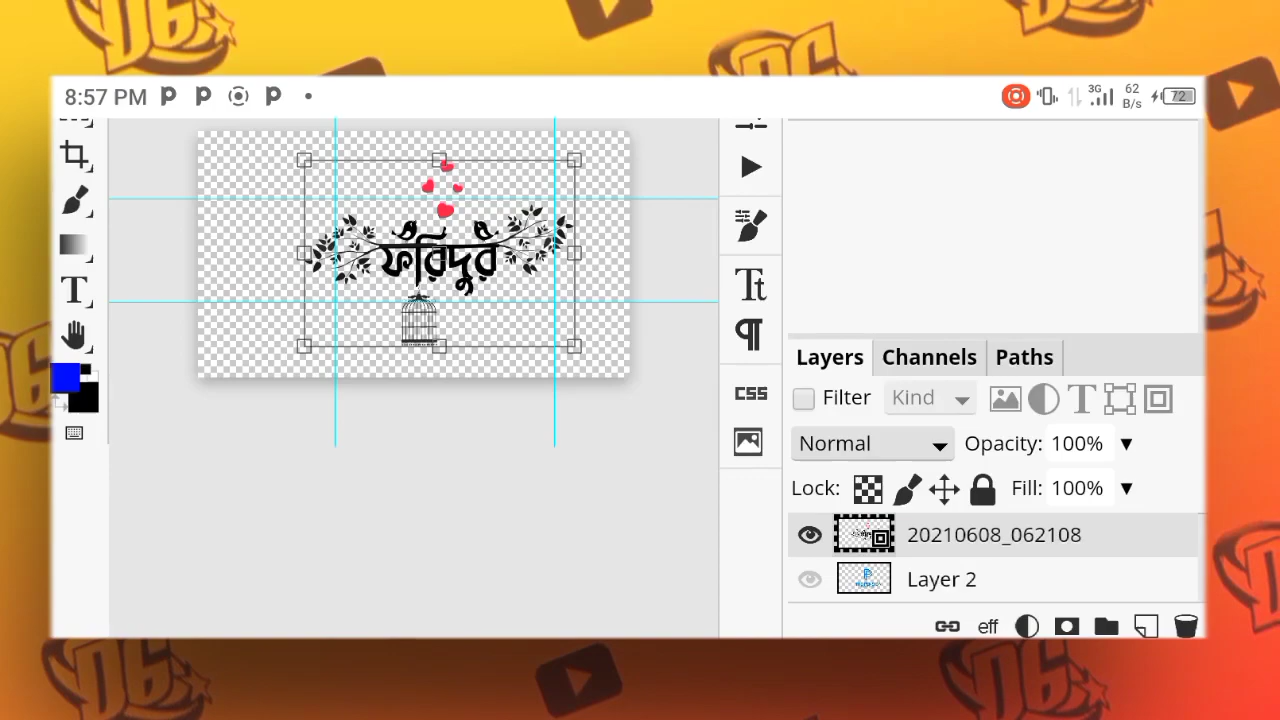 8:57 PM
3G
62
B/s
72
ফরিদুর
Layers Channels Paths
Filter Kind
Normal Opacity: 100%
Lock: Fill: 100%
20210608_062108
Layer 2
eff
CSS